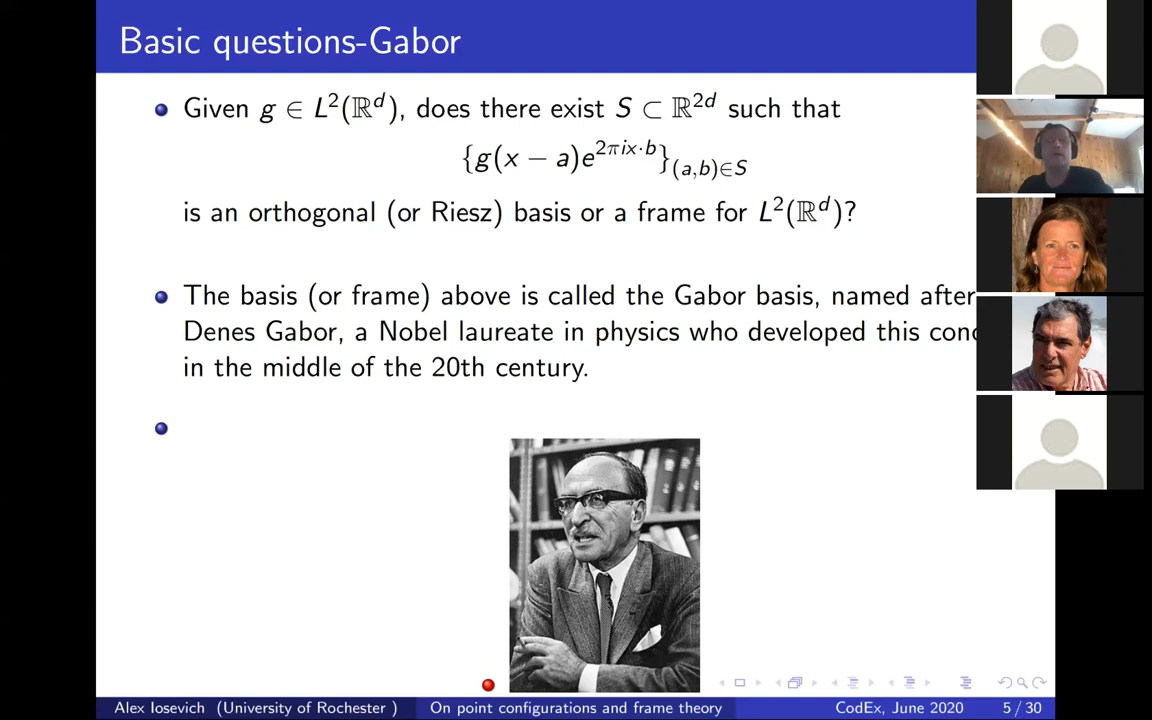 Basic questions-Gabor
Given g ∈ L²(ℝᵈ), does there exist S ⊂ ℝ²ᵈ such that
{g(x − a)e^{2πix·b}}_{(a,b)∈S}
is an orthogonal (or Riesz) basis or a frame for L²(ℝᵈ)?
The basis (or frame) above is called the Gabor basis, named after
Denes Gabor, a Nobel laureate in physics who developed this conc
in the middle of the 20th century.
Alex Iosevich (University of Rochester ) On point configurations and frame theory CodEx, June 2020 5 / 30